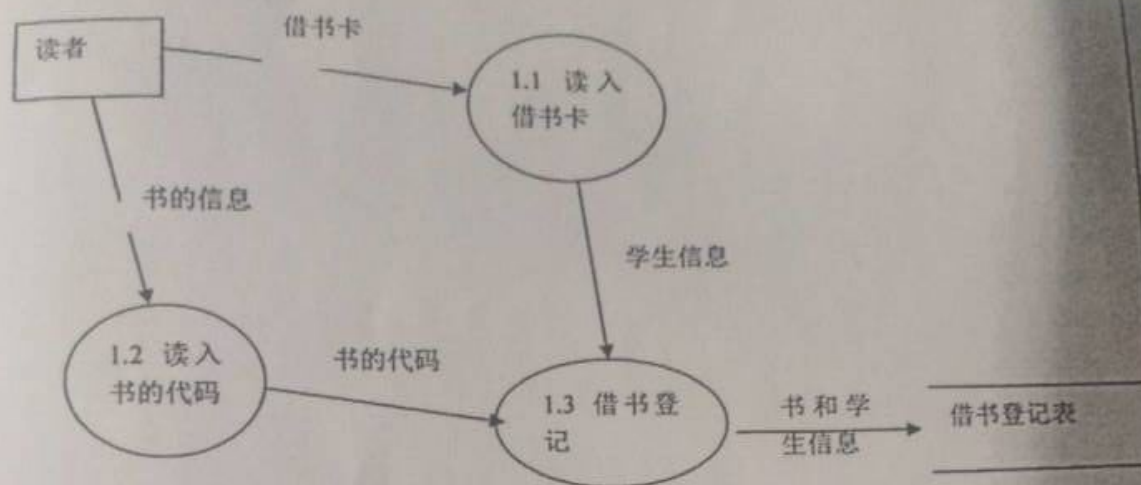 借书卡
读者
1.1 读入
借书卡
书的信息
学生信息
1.2 读入
书的代码
书的代码
1.3 借书登
记
书和学
生信息
借书登记表